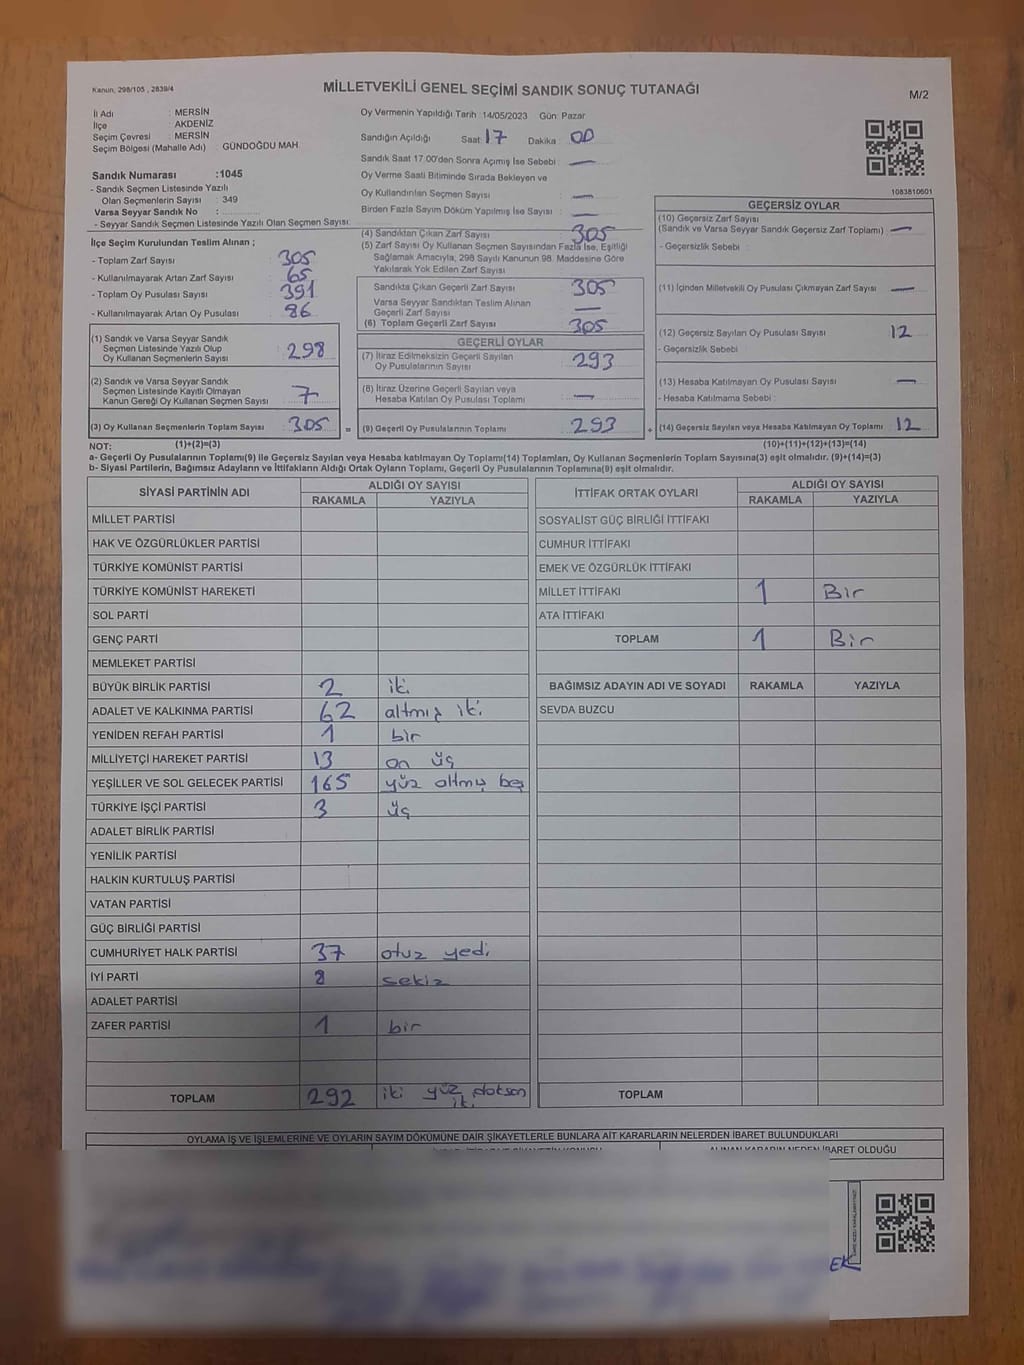 Kanun, 298/105 , 2839/4
MİLLETVEKİLİ GENEL SEÇİMİ SANDIK SONUÇ TUTANAĞI
M/2
İl Adı : MERSİN
İlçe : AKDENİZ
Seçim Çevresi : MERSİN
Seçim Bölgesi (Mahalle Adı) : GÜNDOĞDU MAH
Sandık Numarası :1045
- Sandık Seçmen Listesinde Yazılı
Olan Seçmenlerin Sayısı : 349
Varsa Seyyar Sandık No :
- Seyyar Sandık Seçmen Listesinde Yazılı Olan Seçmen Sayısı:
Oy Vermenin Yapıldığı Tarih :14/05/2023 Gün: Pazar
Sandığın Açıldığı Saat : 17 Dakika : 00
Sandık Saat 17.00'den Sonra Açılmış İse Sebebi : —
Oy Verme Saati Bitiminde Sırada Bekleyen ve
Oy Kullandırılan Seçmen Sayısı : —
Birden Fazla Sayım Döküm Yapılmış İse Sayısı : —
1083810601
İlçe Seçim Kurulundan Teslim Alınan ;
- Toplam Zarf Sayısı : 305
- Kullanılmayarak Artan Zarf Sayısı : 65
- Toplam Oy Pusulası Sayısı : 391
- Kullanılmayarak Artan Oy Pusulası : 86
(1) Sandık ve Varsa Seyyar Sandık
Seçmen Listesinde Yazılı Olup
Oy Kullanan Seçmenlerin Sayısı : 298
(2) Sandık ve Varsa Seyyar Sandık
Seçmen Listesinde Kayıtlı Olmayan
Kanun Gereği Oy Kullanan Seçmen Sayısı : 7
(3) Oy Kullanan Seçmenlerin Toplam Sayısı : 305
(4) Sandıktan Çıkan Zarf Sayısı : 305
(5) Zarf Sayısı Oy Kullanan Seçmen Sayısından Fazla İse, Eşitliği
Sağlamak Amacıyla, 298 Sayılı Kanunun 98. Maddesine Göre
Yakılarak Yok Edilen Zarf Sayısı :
Sandıkta Çıkan Geçerli Zarf Sayısı : 305
Varsa Seyyar Sandıktan Teslim Alınan
Geçerli Zarf Sayısı : —
(6) Toplam Geçerli Zarf Sayısı : 305
GEÇERLİ OYLAR
(7) İtiraz Edilmeksizin Geçerli Sayılan
Oy Pusulalarının Sayısı : 293
(8) İtiraz Üzerine Geçerli Sayılan veya
Hesaba Katılan Oy Pusulası Toplamı : —
= (9) Geçerli Oy Pusulalarının Toplamı : 293
GEÇERSİZ OYLAR
(10) Geçersiz Zarf Sayısı
(Sandık ve Varsa Seyyar Sandık Geçersiz Zarf Toplamı) : —
- Geçersizlik Sebebi :
(11) İçinden Milletvekili Oy Pusulası Çıkmayan Zarf Sayısı : —
(12) Geçersiz Sayılan Oy Pusulası Sayısı : 12
- Geçersizlik Sebebi :
(13) Hesaba Katılmayan Oy Pusulası Sayısı : —
- Hesaba Katılmama Sebebi :
+ (14) Geçersiz Sayılan veya Hesaba Katılmayan Oy Toplamı : 12
NOT: (1)+(2)=(3) (10)+(11)+(12)+(13)=(14)
a- Geçerli Oy Pusulalarının Toplamı(9) ile Geçersiz Sayılan veya Hesaba katılmayan Oy Toplamı(14) Toplamları, Oy Kullanan Seçmenlerin Toplam Sayısına(3) eşit olmalıdır. (9)+(14)=(3)
b- Siyasi Partilerin, Bağımsız Adayların ve İttifakların Aldığı Ortak Oyların Toplamı, Geçerli Oy Pusulalarının Toplamına(9) eşit olmalıdır.
SİYASİ PARTİNİN ADI ALDIĞI OY SAYISI
RAKAMLA YAZIYLA
MİLLET PARTİSİ
HAK VE ÖZGÜRLÜKLER PARTİSİ
TÜRKİYE KOMÜNİST PARTİSİ
TÜRKİYE KOMÜNİST HAREKETİ
SOL PARTİ
GENÇ PARTİ
MEMLEKET PARTİSİ
BÜYÜK BİRLİK PARTİSİ 2 iki
ADALET VE KALKINMA PARTİSİ 62 altmış iki
YENİDEN REFAH PARTİSİ 1 bir
MİLLİYETÇİ HAREKET PARTİSİ 13 on üç
YEŞİLLER VE SOL GELECEK PARTİSİ 165 yüz altmış beş
TÜRKİYE İŞÇİ PARTİSİ 3 üç
ADALET BİRLİK PARTİSİ
YENİLİK PARTİSİ
HALKIN KURTULUŞ PARTİSİ
VATAN PARTİSİ
GÜÇ BİRLİĞİ PARTİSİ
CUMHURİYET HALK PARTİSİ 37 otuz yedi
İYİ PARTİ 8 sekiz
ADALET PARTİSİ
ZAFER PARTİSİ 1 bir
TOPLAM 292 iki yüz doksan
iki
İTTİFAK ORTAK OYLARI ALDIĞI OY SAYISI
RAKAMLA YAZIYLA
SOSYALİST GÜÇ BİRLİĞİ İTTİFAKI
CUMHUR İTTİFAKI
EMEK VE ÖZGÜRLÜK İTTİFAKI
MİLLET İTTİFAKI 1 Bir
ATA İTTİFAKI
TOPLAM 1 Bir
BAĞIMSIZ ADAYIN ADI VE SOYADI RAKAMLA YAZIYLA
SEVDA BUZCU
TOPLAM
OYLAMA İŞ VE İŞLEMLERİNE VE OYLARIN SAYIM DÖKÜMÜNE DAİR ŞİKAYETLERLE BUNLARA AİT KARARLARIN NELERDEN İBARET BULUNDUKLARI
ALINAN KARARIN NEDEN İBARET OLDUĞU
EK